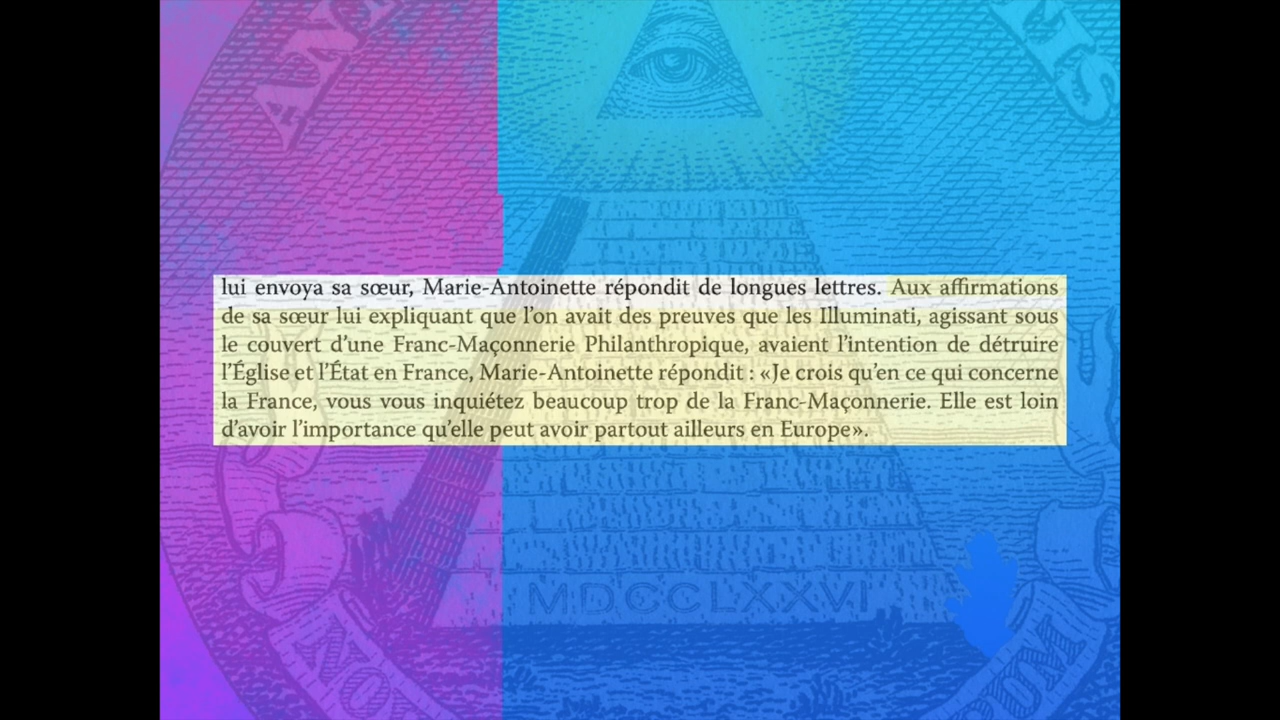 ANNU
TIS
lui envoya sa sœur, Marie-Antoinette répondit de longues lettres. Aux affirmations
de sa sœur lui expliquant que l’on avait des preuves que les Illuminati, agissant sous
le couvert d’une Franc-Maçonnerie Philanthropique, avaient l’intention de détruire
l’Église et l’État en France, Marie-Antoinette répondit : «Je crois qu’en ce qui concerne
la France, vous vous inquiétez beaucoup trop de la Franc-Maçonnerie. Elle est loin
d’avoir l’importance qu’elle peut avoir partout ailleurs en Europe».
MDCCLXXVI
NO